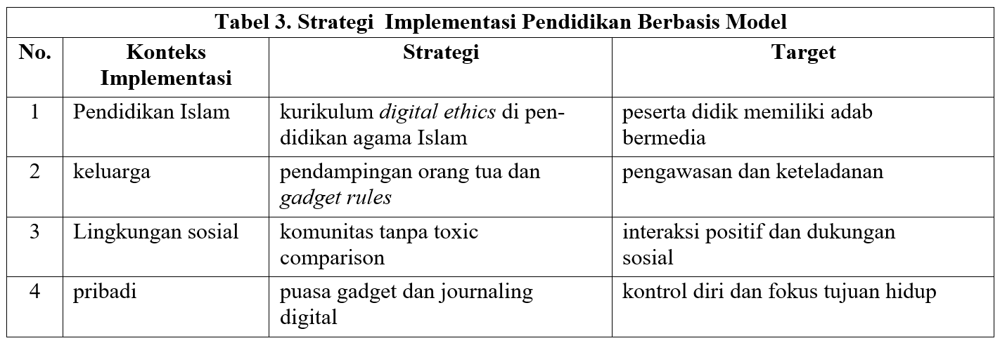 Tabel 3. Strategi  Implementasi Pendidikan Berbasis Model
No.
Konteks
Implementasi
Strategi
Target
1
Pendidikan Islam
kurikulum digital ethics di pen-
didikan agama Islam
peserta didik memiliki adab
bermedia
2
keluarga
pendampingan orang tua dan
gadget rules
pengawasan dan keteladanan
3
Lingkungan sosial
komunitas tanpa toxic
comparison
interaksi positif dan dukungan
sosial
4
pribadi
puasa gadget dan journaling
digital
kontrol diri dan fokus tujuan hidup